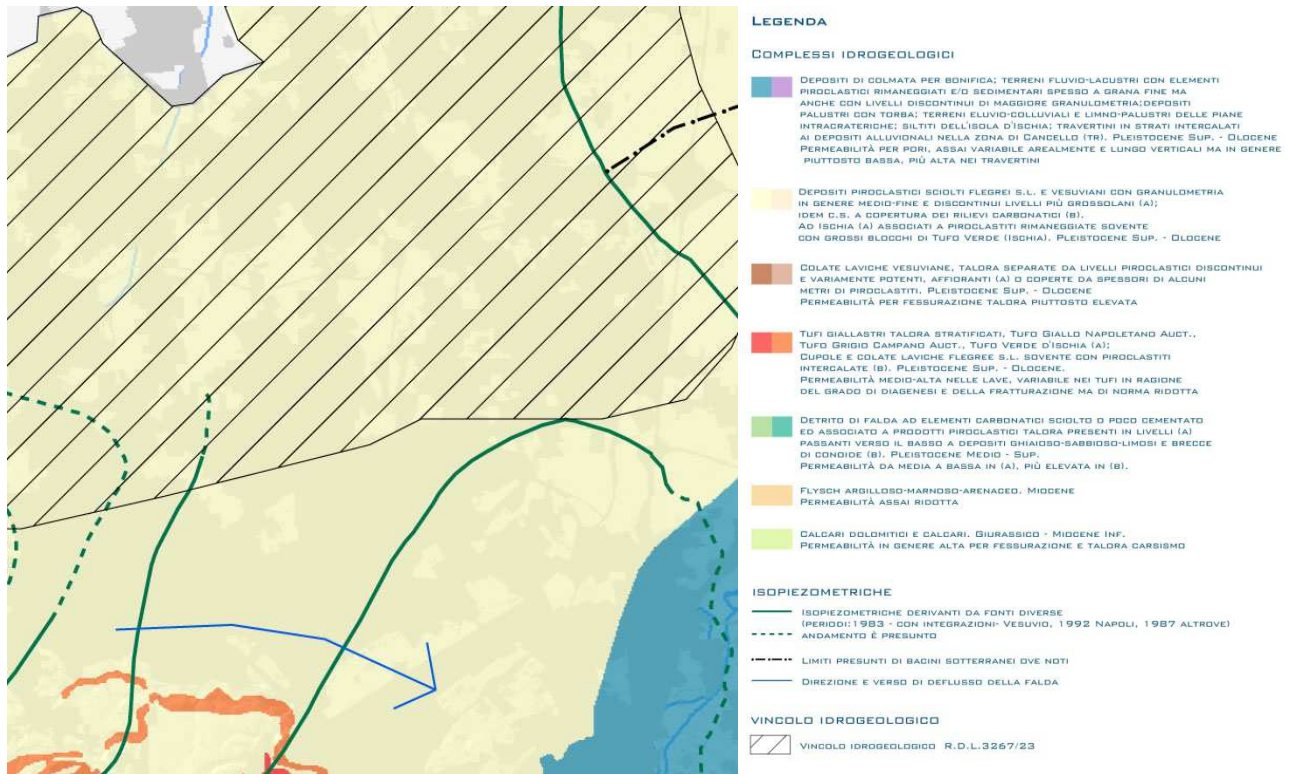 LEGENDA
COMPLESSI IDROGEOLOGICI
DEPOSITI DI COLMATA PER BONIFICA; TERRENI FLUVIO-LACUSTRI CON ELEMENTI
PIROCLASTICI RIMANEGGIATI E/O SEDIMENTARI SPESSO A GRANA FINE MA
ANCHE CON LIVELLI DISCONTINUI DI MAGGIORE GRANULOMETRIA;DEPOSITI
PALUSTRI CON TORBA; TERRENI ELUVIO-COLLUVIALI E LIMNO-PALUSTRI DELLE PIANE
INTRACRATERICHE; SILTITI DELL'ISOLA D'ISCHIA; TRAVERTINI IN STRATI INTERCALATI
AI DEPOSITI ALLUVIONALI NELLA ZONA DI CANCELLO (TR). PLEISTOCENE SUP. - OLOCENE
PERMEABILITÀ PER PORI, ASSAI VARIABILE AREALMENTE E LUNGO VERTICALI MA IN GENERE
PIUTTOSTO BASSA, PIÙ ALTA NEI TRAVERTINI
DEPOSITI PIROCLASTICI SCIOLTI FLEGREI S.L. E VESUVIANI CON GRANULOMETRIA
IN GENERE MEDIO-FINE E DISCONTINUI LIVELLI PIÙ GROSSOLANI (A);
IDEM C.S. A COPERTURA DEI RILIEVI CARBONATICI (B).
AD ISCHIA (A) ASSOCIATI A PIROCLASTITI RIMANEGGIATE SOVENTE
CON GROSSI BLOCCHI DI TUFO VERDE (ISCHIA). PLEISTOCENE SUP. - OLOCENE
COLATE LAVICHE VESUVIANE, TALORA SEPARATE DA LIVELLI PIROCLASTICI DISCONTINUI
E VARIAMENTE POTENTI, AFFIORANTI (A) O COPERTE DA SPESSORI DI ALCUNI
METRI DI PIROCLASTITI. PLEISTOCENE SUP. - OLOCENE
PERMEABILITÀ PER FESSURAZIONE TALORA PIUTTOSTO ELEVATA
TUFI GIALLASTRI TALORA STRATIFICATI, TUFO GIALLO NAPOLETANO AUCT.,
TUFO GRIGIO CAMPANO AUCT., TUFO VERDE D'ISCHIA (A);
CUPOLE E COLATE LAVICHE FLEGREE S.L. SOVENTE CON PIROCLASTITI
INTERCALATE (B). PLEISTOCENE SUP. - OLOCENE.
PERMEABILITÀ MEDIO-ALTA NELLE LAVE, VARIABILE NEI TUFI IN RAGIONE
DEL GRADO DI DIAGENESI E DELLA FRATTURAZIONE MA DI NORMA RIDOTTA
DETRITO DI FALDA AD ELEMENTI CARBONATICI SCIOLTO O POCO CEMENTATO
ED ASSOCIATO A PRODOTTI PIROCLASTICI TALORA PRESENTI IN LIVELLI (A)
PASSANTI VERSO IL BASSO A DEPOSITI GHIAIOSO-SABBIOSO-LIMOSI E BRECCE
DI CONOIDE (B). PLEISTOCENE MEDIO - SUP.
PERMEABILITÀ DA MEDIA A BASSA IN (A), PIÙ ELEVATA IN (B).
FLYSCH ARGILLOSO-MARNOSO-ARENACEO. MIOCENE
PERMEABILITÀ ASSAI RIDOTTA
CALCARI DOLOMITICI E CALCARI. GIURASSICO - MIOCENE INF.
PERMEABILITÀ IN GENERE ALTA PER FESSURAZIONE E TALORA CARSISMO
ISOPIEZOMETRICHE
ISOPIEZOMETRICHE DERIVANTI DA FONTI DIVERSE
(PERIODI:1983 - CON INTEGRAZIONI- VESUVIO, 1992 NAPOLI, 1987 ALTROVE)
ANDAMENTO È PRESUNTO
LIMITI PRESUNTI DI BACINI SOTTERRANEI OVE NOTI
DIREZIONE E VERSO DI DEFLUSSO DELLA FALDA
VINCOLO IDROGEOLOGICO
VINCOLO IDROGEOLOGICO R.D.L.3267/23